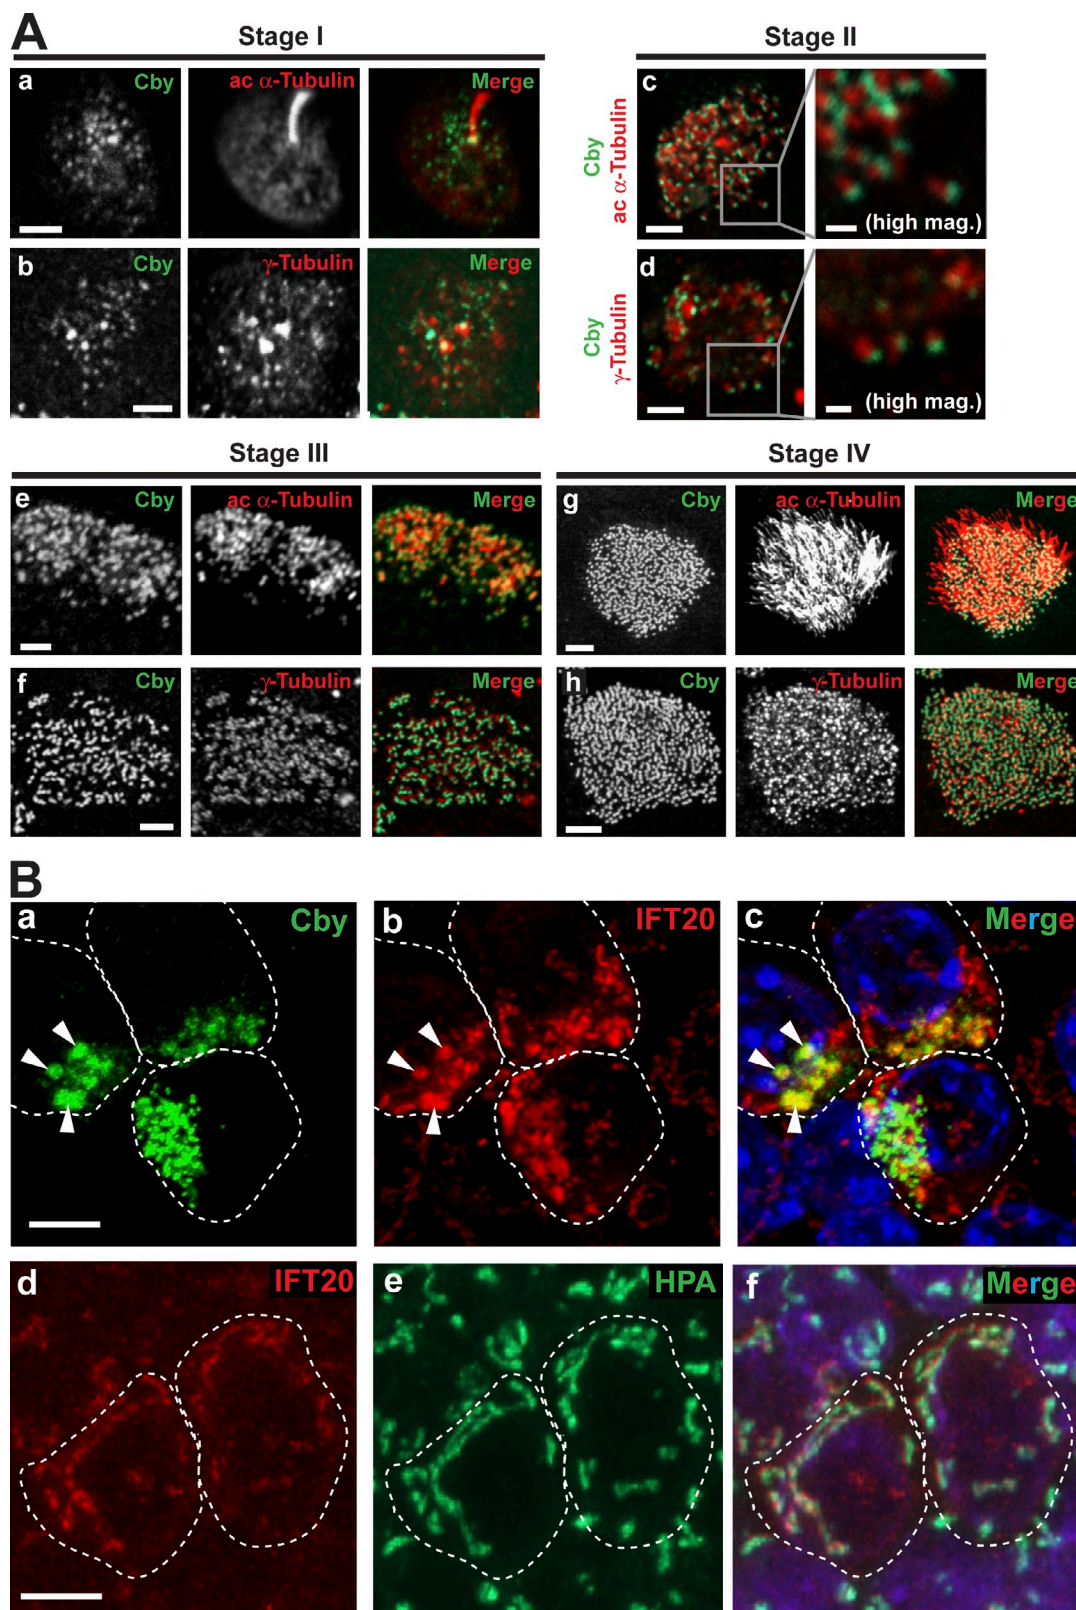 A
Stage I
Stage II
a
Cby
ac α-Tubulin
Merge
b
Cby
γ-Tubulin
Merge
Cby
ac α-Tubulin
c
(high mag.)
Cby
γ-Tubulin
d
(high mag.)
Stage III
Stage IV
e
Cby
ac α-Tubulin
Merge
g
Cby
ac α-Tubulin
Merge
f
Cby
γ-Tubulin
Merge
h
Cby
γ-Tubulin
Merge
B
a
Cby
b
IFT20
c
Merge
d
IFT20
e
HPA
f
Merge